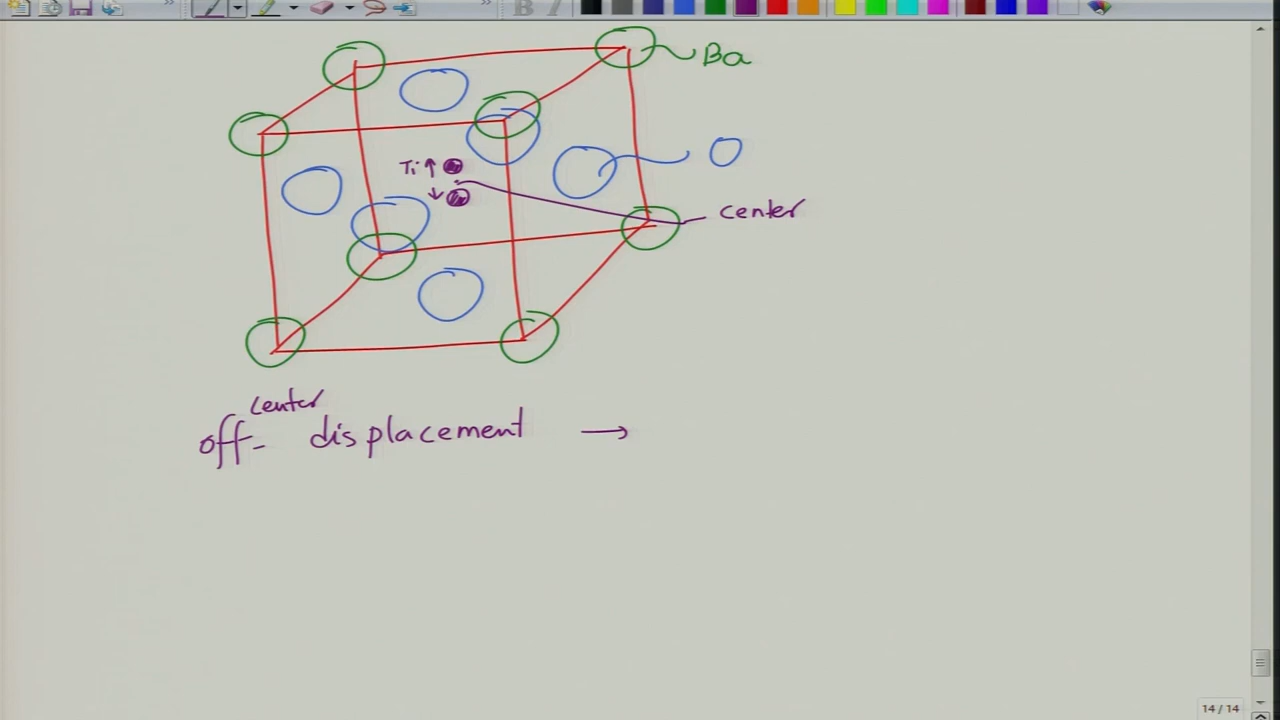 B I
Ba
O
Ti ↑
↓
center
center
off- displacement →
14 / 14